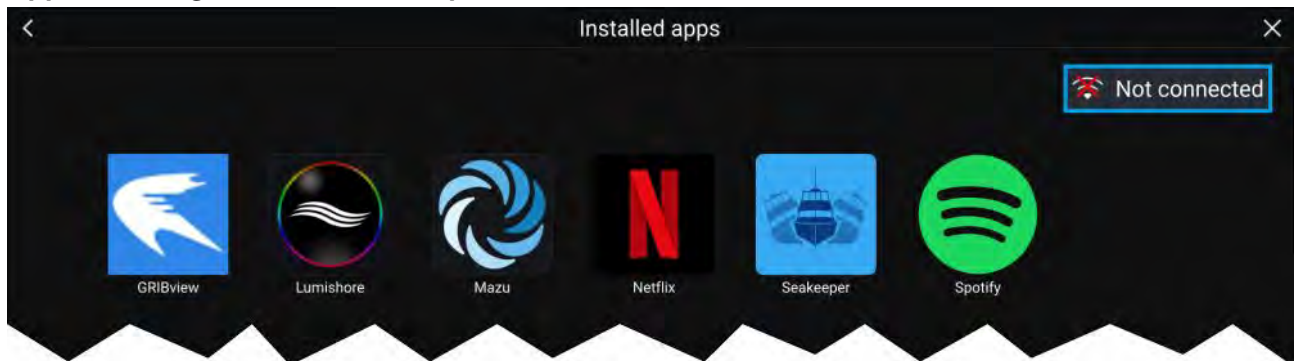 Installed apps
Not connected
GRIBview
Lumishore
Mazu
N
Netflix
Seakeeper
Spotify